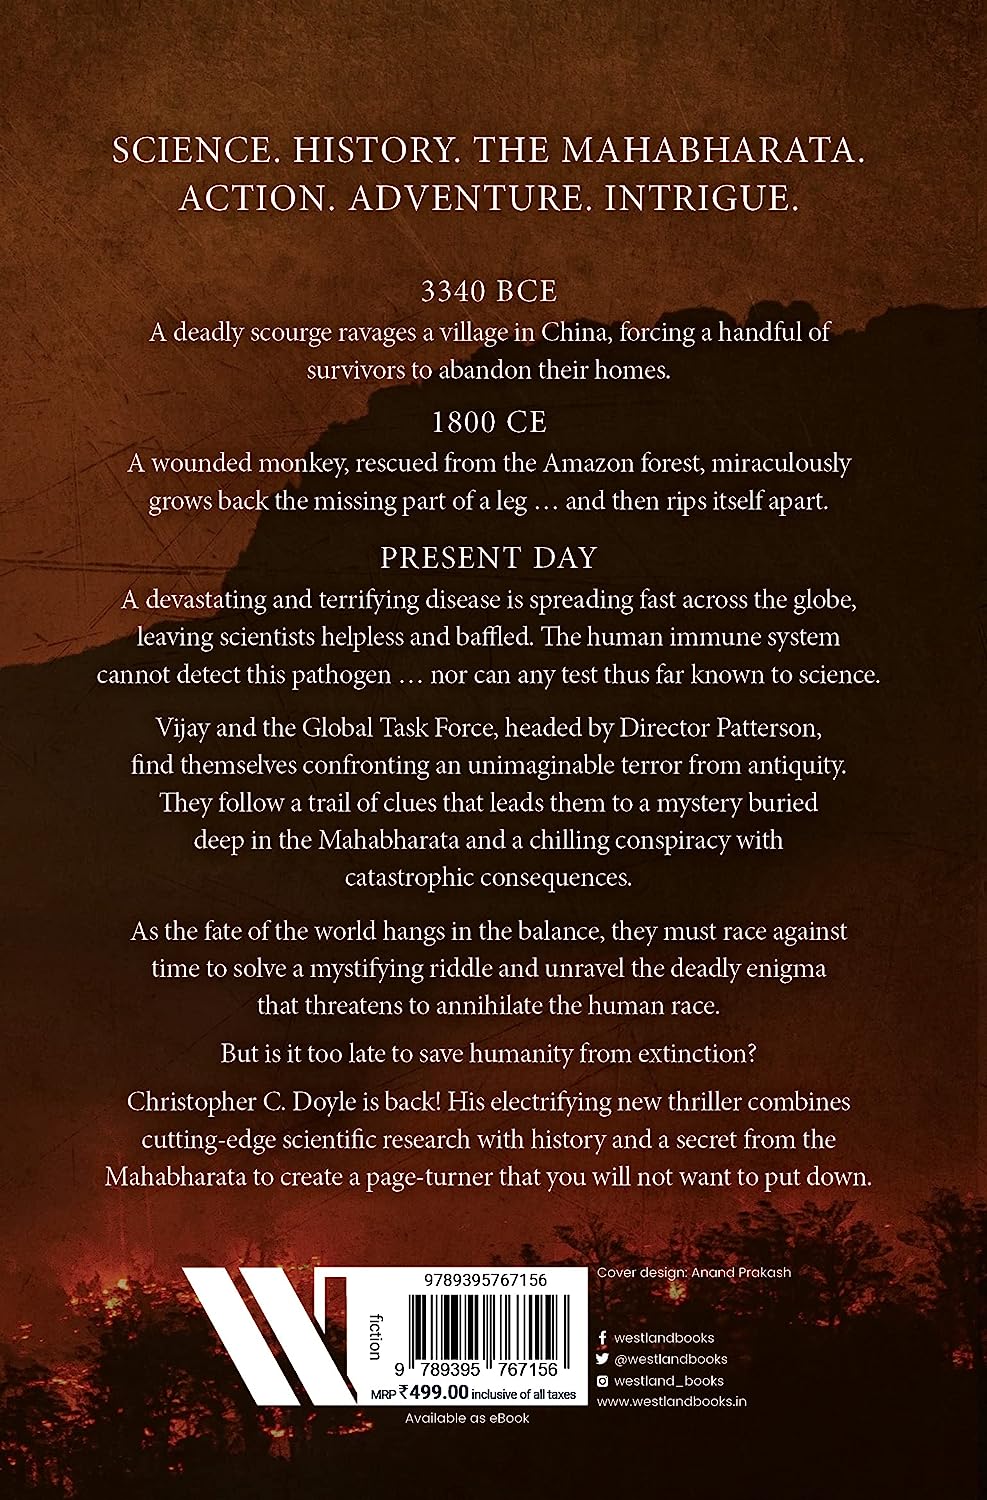 SCIENCE. HISTORY. THE MAHABHARATA.
ACTION. ADVENTURE. INTRIGUE.
3340 BCE
A deadly scourge ravages a village in China, forcing a handful of
survivors to abandon their homes.
1800 CE
A wounded monkey, rescued from the Amazon forest, miraculously
grows back the missing part of a leg … and then rips itself apart.
PRESENT DAY
A devastating and terrifying disease is spreading fast across the globe,
leaving scientists helpless and baffled. The human immune system
cannot detect this pathogen … nor can any test thus far known to science.
Vijay and the Global Task Force, headed by Director Patterson,
find themselves confronting an unimaginable terror from antiquity.
They follow a trail of clues that leads them to a mystery buried
deep in the Mahabharata and a chilling conspiracy with
catastrophic consequences.
As the fate of the world hangs in the balance, they must race against
time to solve a mystifying riddle and unravel the deadly enigma
that threatens to annihilate the human race.
But is it too late to save humanity from extinction?
Christopher C. Doyle is back! His electrifying new thriller combines
cutting-edge scientific research with history and a secret from the
Mahabharata to create a page-turner that you will not want to put down.
W
fiction
9789395767156
9 789395 767156
MRP ₹499.00 inclusive of all taxes
Available as eBook
Cover design: Anand Prakash
westlandbooks
@westlandbooks
westland_books
www.westlandbooks.in